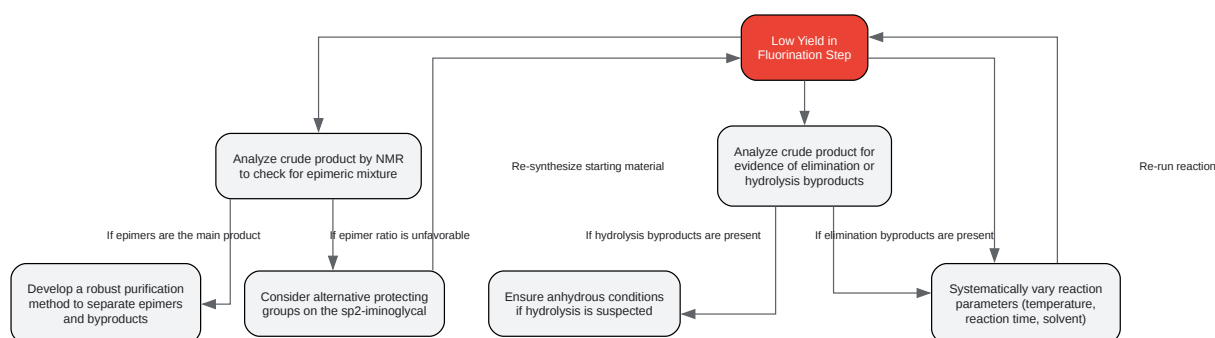 Low Yield in
Fluorination Step
Analyze crude product by NMR
to check for epimeric mixture
Re-synthesize starting material
Analyze crude product for
evidence of elimination or
hydrolysis byproducts
Re-run reaction
If epimers are the main product
If epimer ratio is unfavorable
If hydrolysis byproducts are present
If elimination byproducts are present
Develop a robust purification
method to separate epimers
and byproducts
Consider alternative protecting
groups on the sp2-iminoglycal
Ensure anhydrous conditions
if hydrolysis is suspected
Systematically vary reaction
parameters (temperature,
reaction time, solvent)